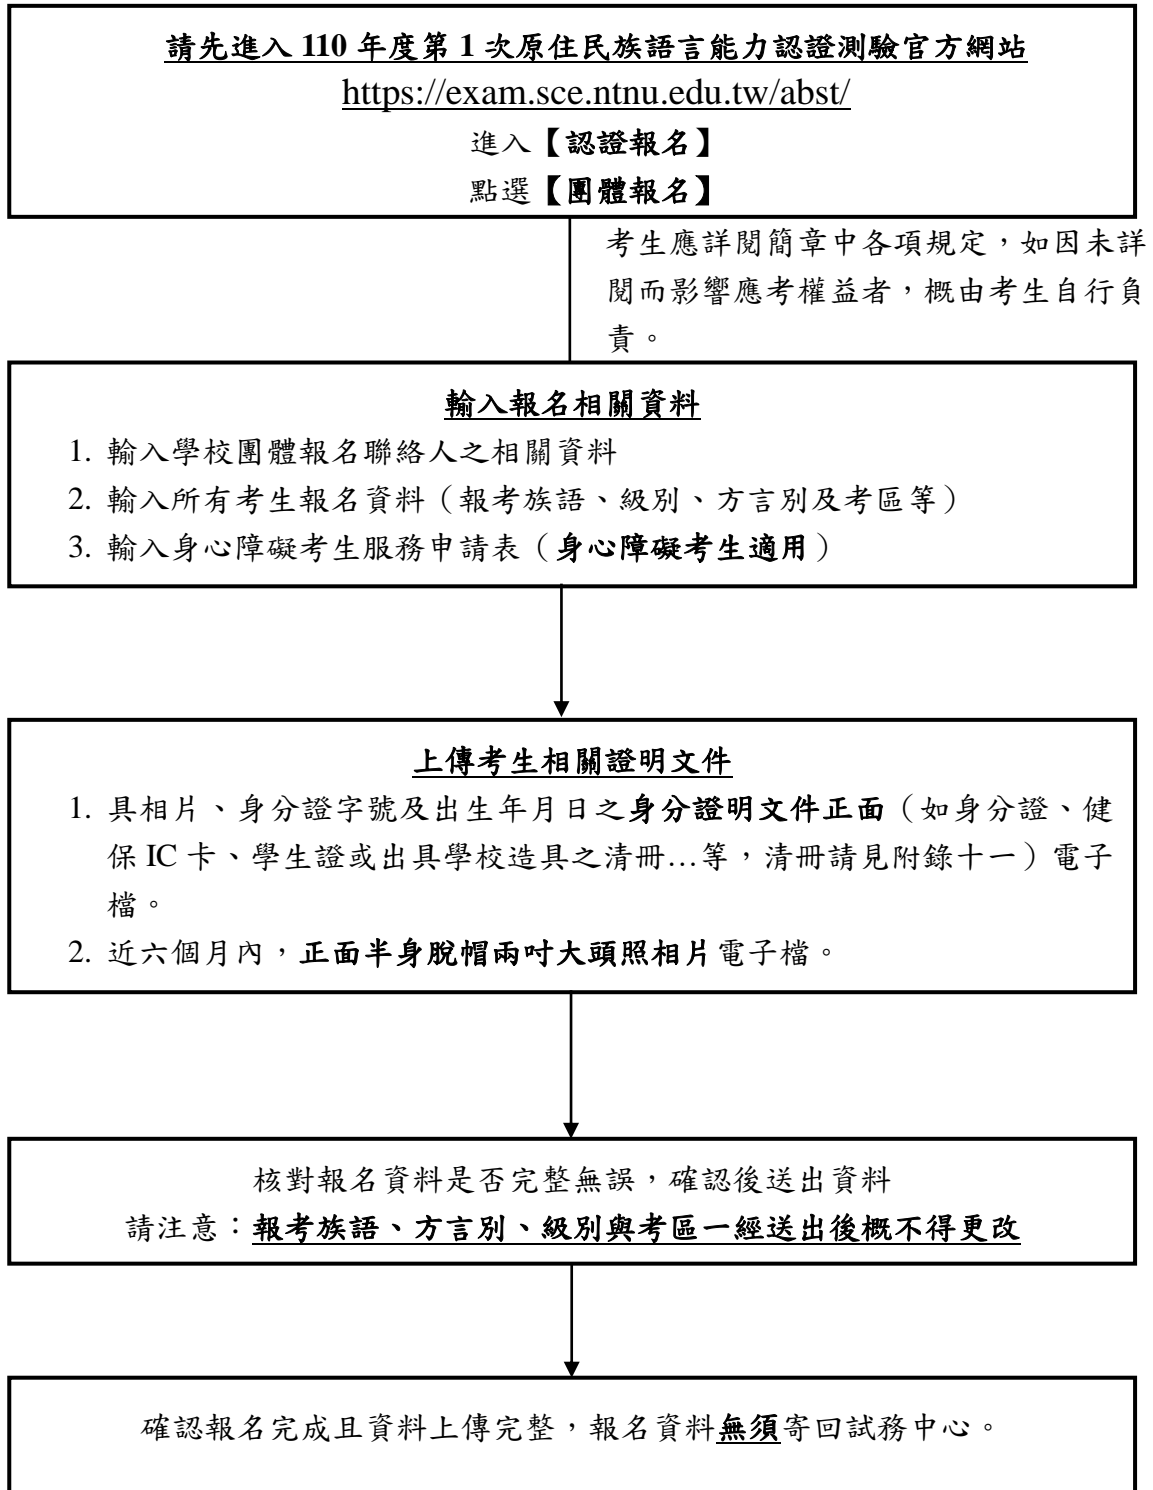 請先進入 110 年度第 1 次原住民族語言能力認證測驗官方網站
https://exam.sce.ntnu.edu.tw/abst/
進入【認證報名】
點選【團體報名】
考生應詳閱簡章中各項規定，如因未詳
閱而影響應考權益者，概由考生自行負
責。
輸入報名相關資料
1. 輸入學校團體報名聯絡人之相關資料
2. 輸入所有考生報名資料（報考族語、級別、方言別及考區等）
3. 輸入身心障礙考生服務申請表（身心障礙考生適用）
上傳考生相關證明文件
1. 具相片、身分證字號及出生年月日之身分證明文件正面（如身分證、健
保 IC 卡、學生證或出具學校造具之清冊…等，清冊請見附錄十一）電子
檔。
2. 近六個月內，正面半身脫帽兩吋大頭照相片電子檔。
核對報名資料是否完整無誤，確認後送出資料
請注意：報考族語、方言別、級別與考區一經送出後概不得更改
確認報名完成且資料上傳完整，報名資料無須寄回試務中心。